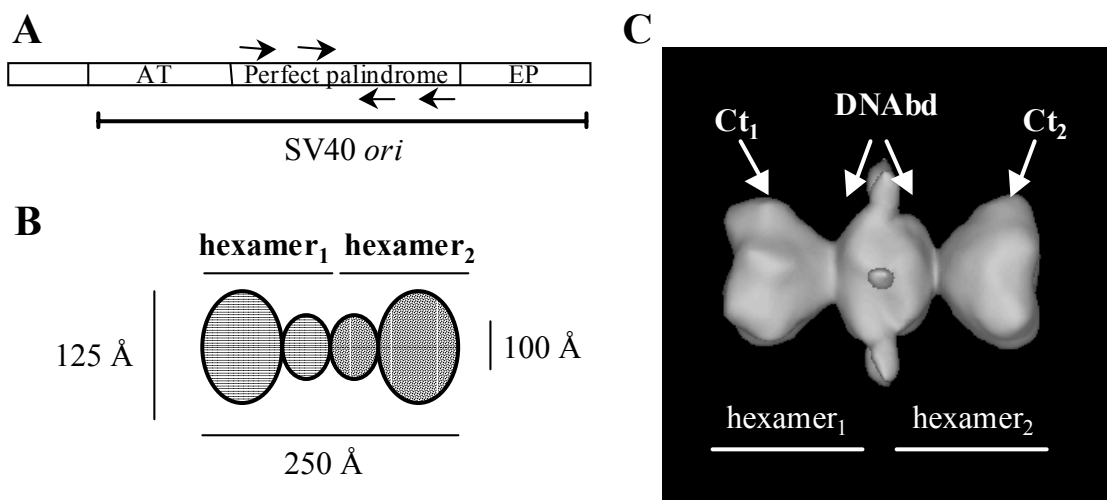 A
AT Perfect palindrome EP
SV40 ori
B
hexamer1 hexamer2
125 Å
100 Å
250 Å
C
DNAbd
Ct1 Ct2
hexamer1 hexamer2